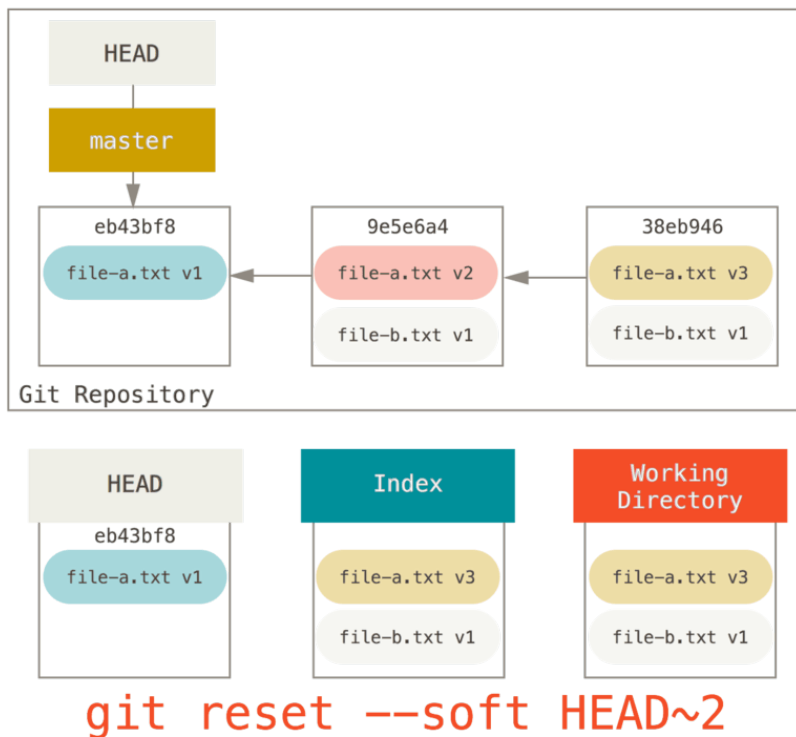 HEAD
master
eb43bf8
file-a.txt v1
9e5e6a4
file-a.txt v2
file-b.txt v1
38eb946
file-a.txt v3
file-b.txt v1
Git Repository
HEAD
eb43bf8
file-a.txt v1
Index
file-a.txt v3
file-b.txt v1
Working
Directory
file-a.txt v3
file-b.txt v1
git reset --soft HEAD~2